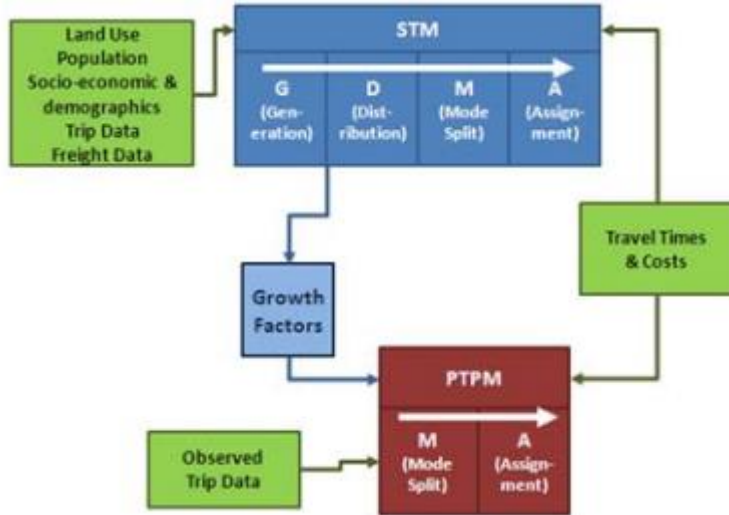 Land Use
Population
Socio-economic &
demographics
Trip Data
Freight Data
STM
G
(Gen-
eration)
D
(Dist-
ribution)
M
(Mode
Split)
A
(Assign-
ment)
Travel Times
& Costs
Growth
Factors
PTPM
M
(Mode
Split)
A
(Assign-
ment)
Observed
Trip Data